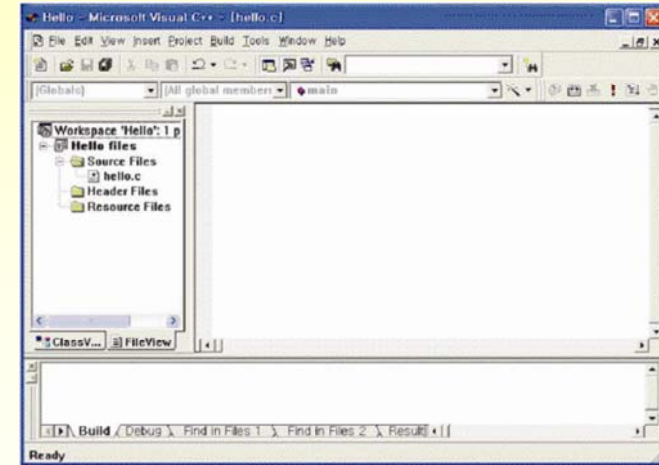 Hello - Microsoft Visual C++ - [hello.c]
File Edit View Insert Project Build Tools Window Help
(Globals) (All global members main
Workspace 'Hello': 1 p
Hello files
Source Files
hello.c
Header Files
Resource Files
ClassV... FileView
Build Debug Find in Files 1 Find in Files 2 Results
Ready